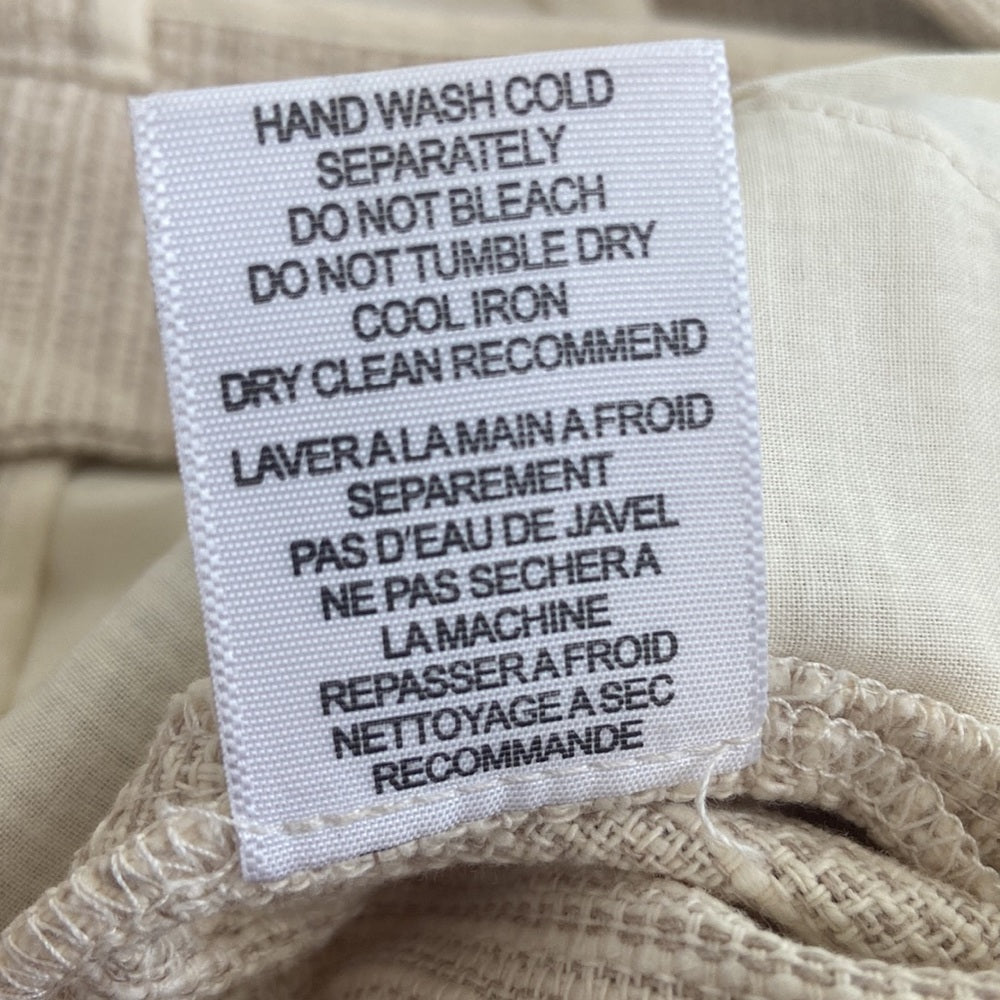 HAND WASH COLD
SEPARATELY
DO NOT BLEACH
DO NOT TUMBLE DRY
COOL IRON
DRY CLEAN RECOMMEND
LAVER A LA MAIN A FROID
SEPAREMENT
PAS D'EAU DE JAVEL
NE PAS SECHER A
LA MACHINE
REPASSER A FROID
NETTOYAGE A SEC
RECOMMANDE